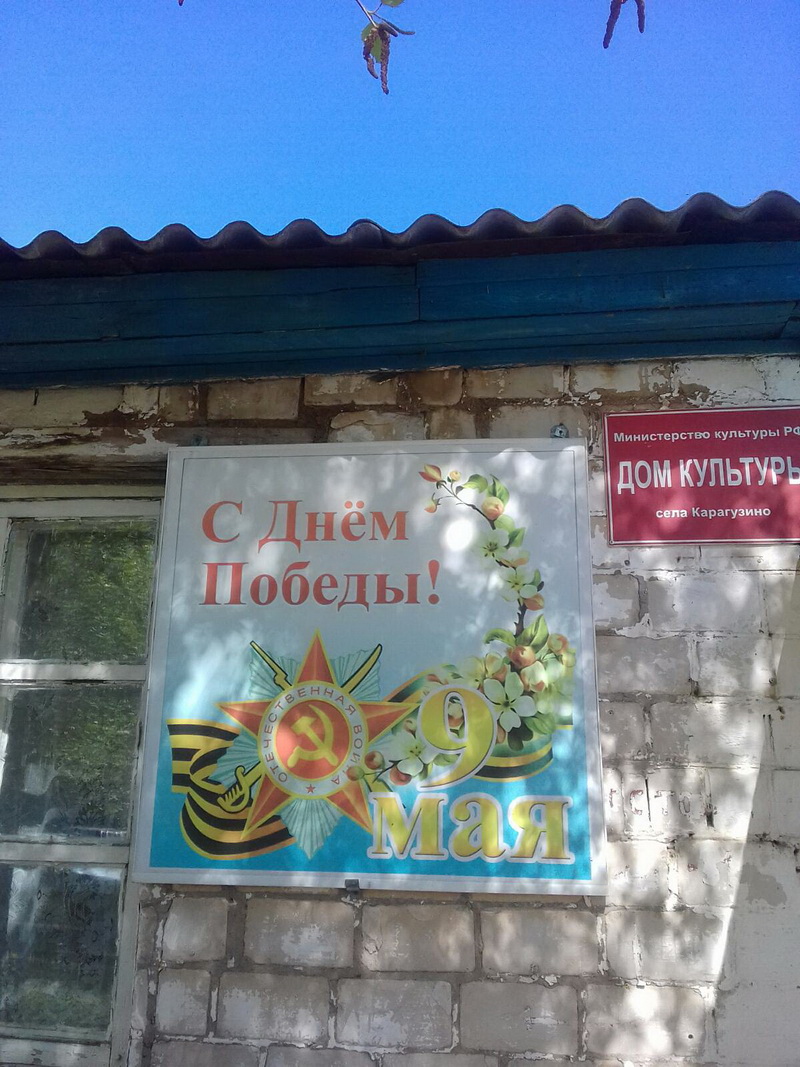 С Днём
Победы!
ОТЕЧЕСТВЕННАЯ ВОЙНА
9
мая
Министерство культуры РФ
ДОМ КУЛЬТУРЫ
села Карагузино